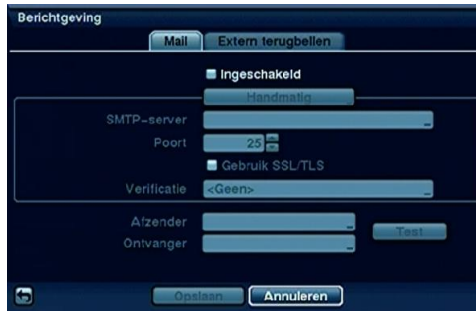 Berichtgeving
Mail Extern terugbellen
Ingeschakeld
Handmatig
SMTP-server
Poort 25
Gebruik SSL/TLS
Verificatie <Geen>
Afzender
Test
Ontvanger
Opslaan Annuleren